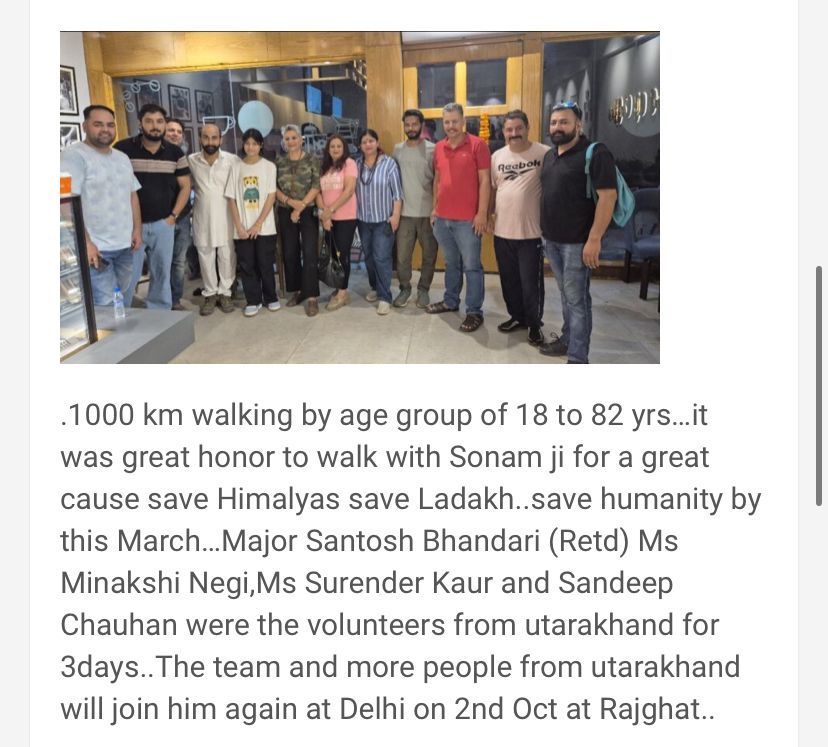 Reebok
.1000 km walking by age group of 18 to 82 yrs...it
was great honor to walk with Sonam ji for a great
cause save Himalyas save Ladakh..save humanity by
this March...Major Santosh Bhandari (Retd) Ms
Minakshi Negi,Ms Surender Kaur and Sandeep
Chauhan were the volunteers from utarakhand for
3days..The team and more people from utarakhand
will join him again at Delhi on 2nd Oct at Rajghat..